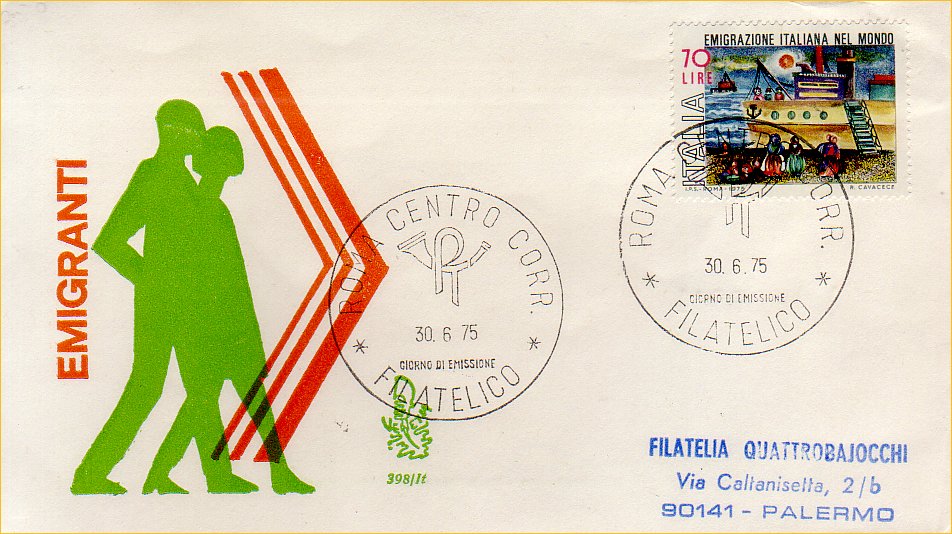 EMIGRAZIONE ITALIANA NEL MONDO
70
LIRE
ITALIA
I.P.S.-ROMA-1975
R. CAVACECE
EMIGRANTI
ROMA CENTRO CORR.
30.6.75
GIORNO DI EMISSIONE
* FILATELICO *
ROMA CORR.
30.6.75
GIORNO DI EMISSIONE
* FILATELICO *
398/It
FILATELIA QUATTROBAJOCCHI
Via Caltanisetta, 2/b
90141 - PALERMO